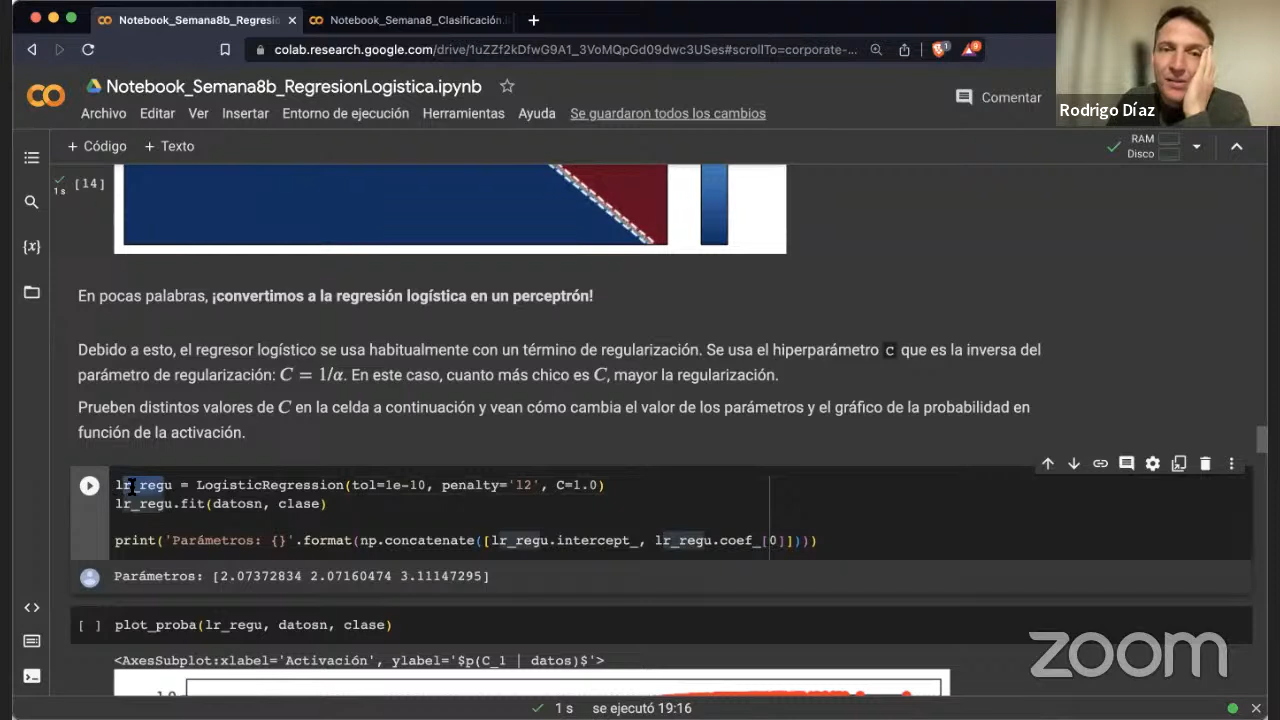 Notebook_Semana8b_Regresi
Notebook_Semana8_Clasificación.i
colab.research.google.com/drive/1uZZf2kDfwG9A1_3VoMQpGd09dwc3USes#scrollTo=corporate-...
1
9
Notebook_Semana8b_RegresionLogistica.ipynb
Archivo Editar Ver Insertar Entorno de ejecución Herramientas Ayuda Se guardaron todos los cambios
Comentar
Rodrigo Díaz
+ Código + Texto
RAM
Disco
[14]
1 s
En pocas palabras, ¡convertimos a la regresión logística en un perceptrón!
Debido a esto, el regresor logístico se usa habitualmente con un término de regularización. Se usa el hiperparámetro c que es la inversa del
parámetro de regularización: C = 1/α. En este caso, cuanto más chico es C, mayor la regularización.
Prueben distintos valores de C en la celda a continuación y vean cómo cambia el valor de los parámetros y el gráfico de la probabilidad en
función de la activación.
lr_regu = LogisticRegression(tol=1e-10, penalty='l2', C=1.0)
lr_regu.fit(datosn, clase)
print('Parámetros: {}'.format(np.concatenate([lr_regu.intercept_, lr_regu.coef_[0]])))
Parámetros: [2.07372834 2.07160474 3.11147295]
[ ] plot_proba(lr_regu, datosn, clase)
<AxesSubplot:xlabel='Activación', ylabel='$p(C_1 | datos)$'>
1.0
zoom
1 s se ejecutó 19:16